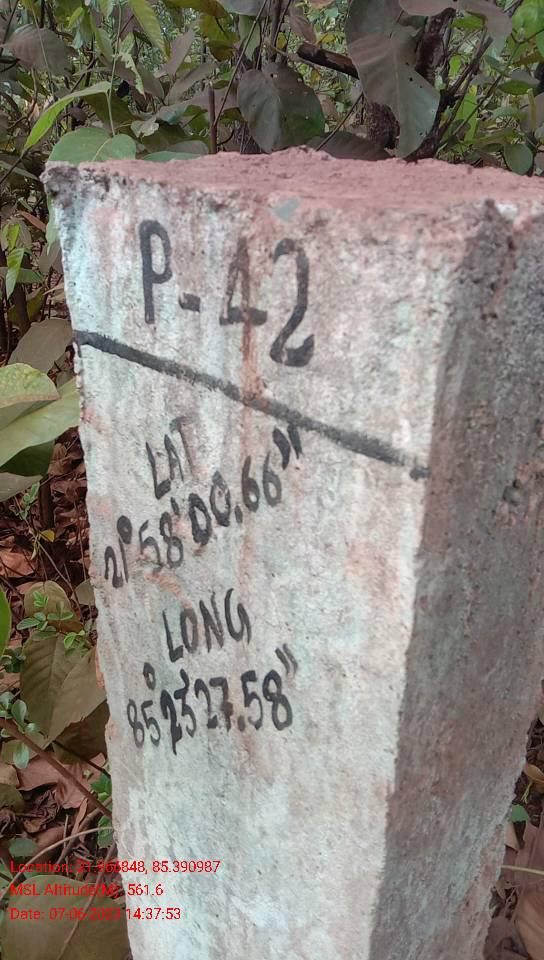 P-42
LAT
21°58'00.66"
LONG
85°23'27.58"
Location: 21.966848, 85.390987
MSL Altitude(M): 561.6
Date: 07-06-2023 14:37:53